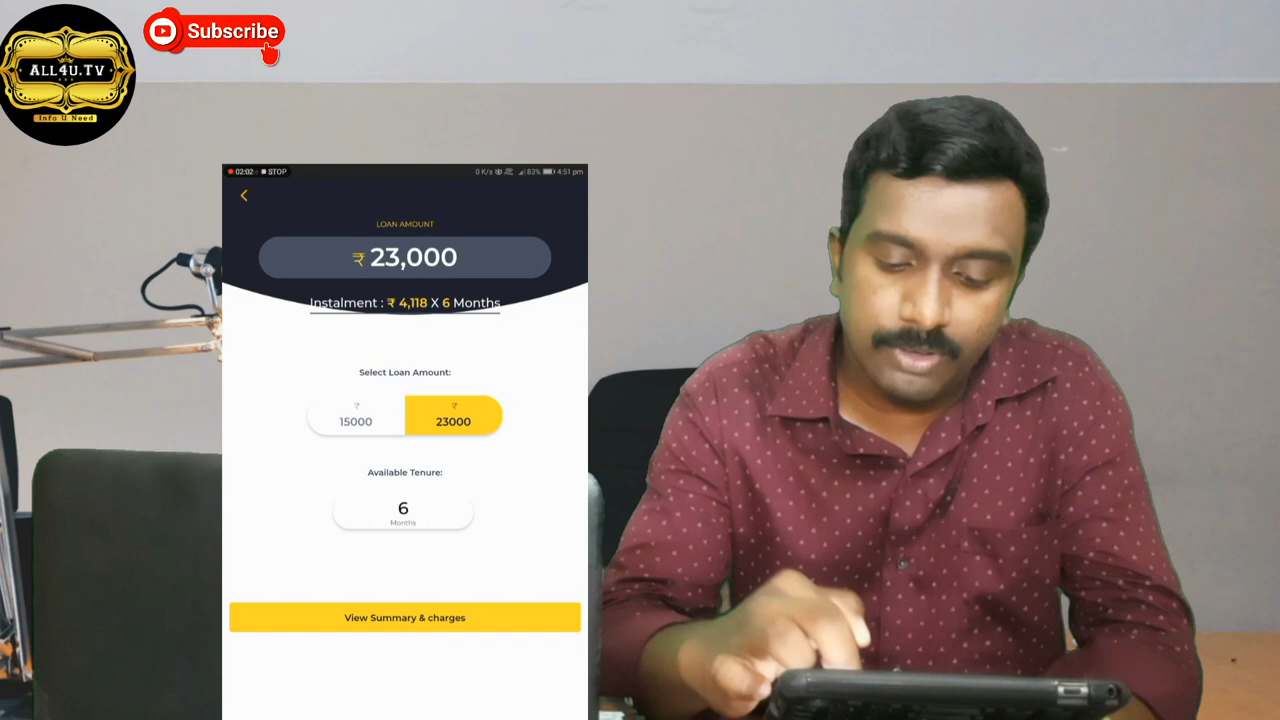 ALL4U.TV
Info U Need
Subscribe
02:02 STOP
0 K/s 83% 4:51 pm
LOAN AMOUNT
₹ 23,000
Instalment : ₹ 4,118 X 6 Months
Select Loan Amount:
₹ ₹
15000 23000
Available Tenure:
6
Months
View Summary & charges